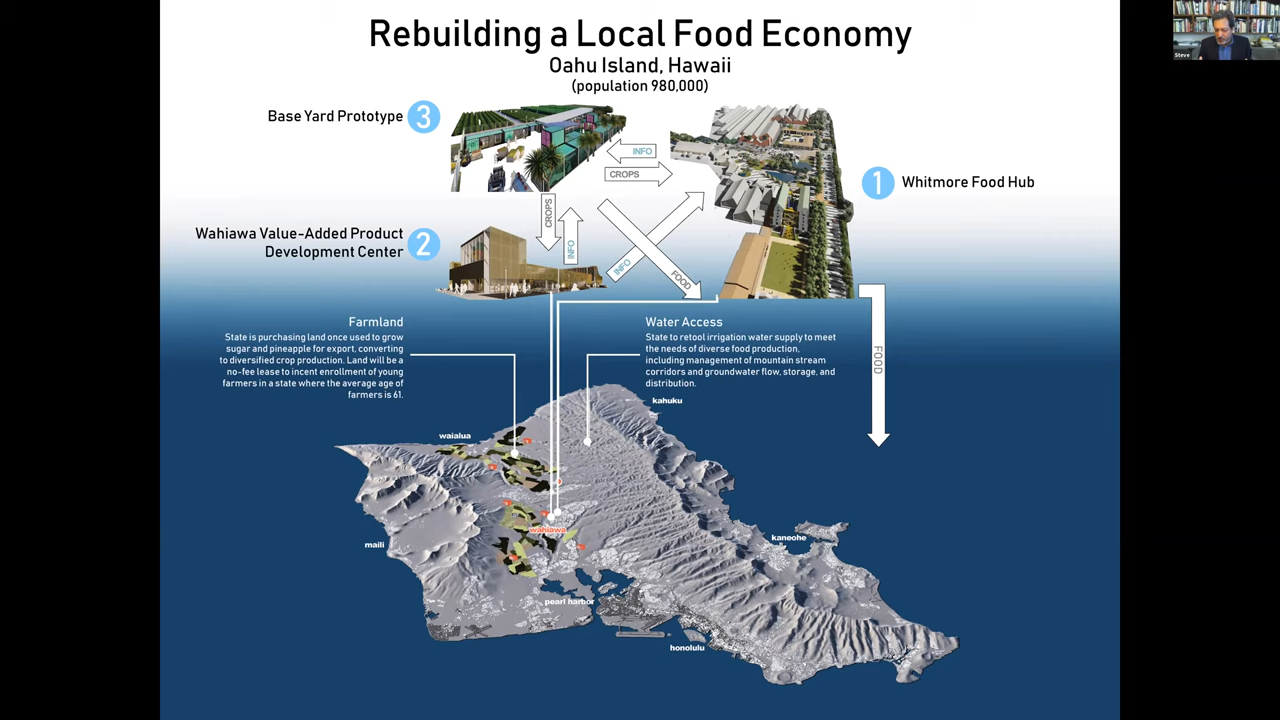 Rebuilding a Local Food Economy
Oahu Island, Hawaii
(population 980,000)
Steve
Base Yard Prototype
3
INFO
CROPS
1
Whitmore Food Hub
Wahiawa Value-Added Product
Development Center
2
CROPS
INFO
INFO
FOOD
FOOD
Farmland
State is purchasing land once used to grow
sugar and pineapple for export, converting
to diversified crop production. Land will be a
no-fee lease to incent enrollment of young
farmers in a state where the average age of
farmers is 61.
Water Access
State to retool irrigation water supply to meet
the needs of diverse food production,
including management of mountain stream
corridors and groundwater flow, storage, and
distribution.
kahuku
waialua
wahiawa
maili
kaneohe
pearl harbor
honolulu